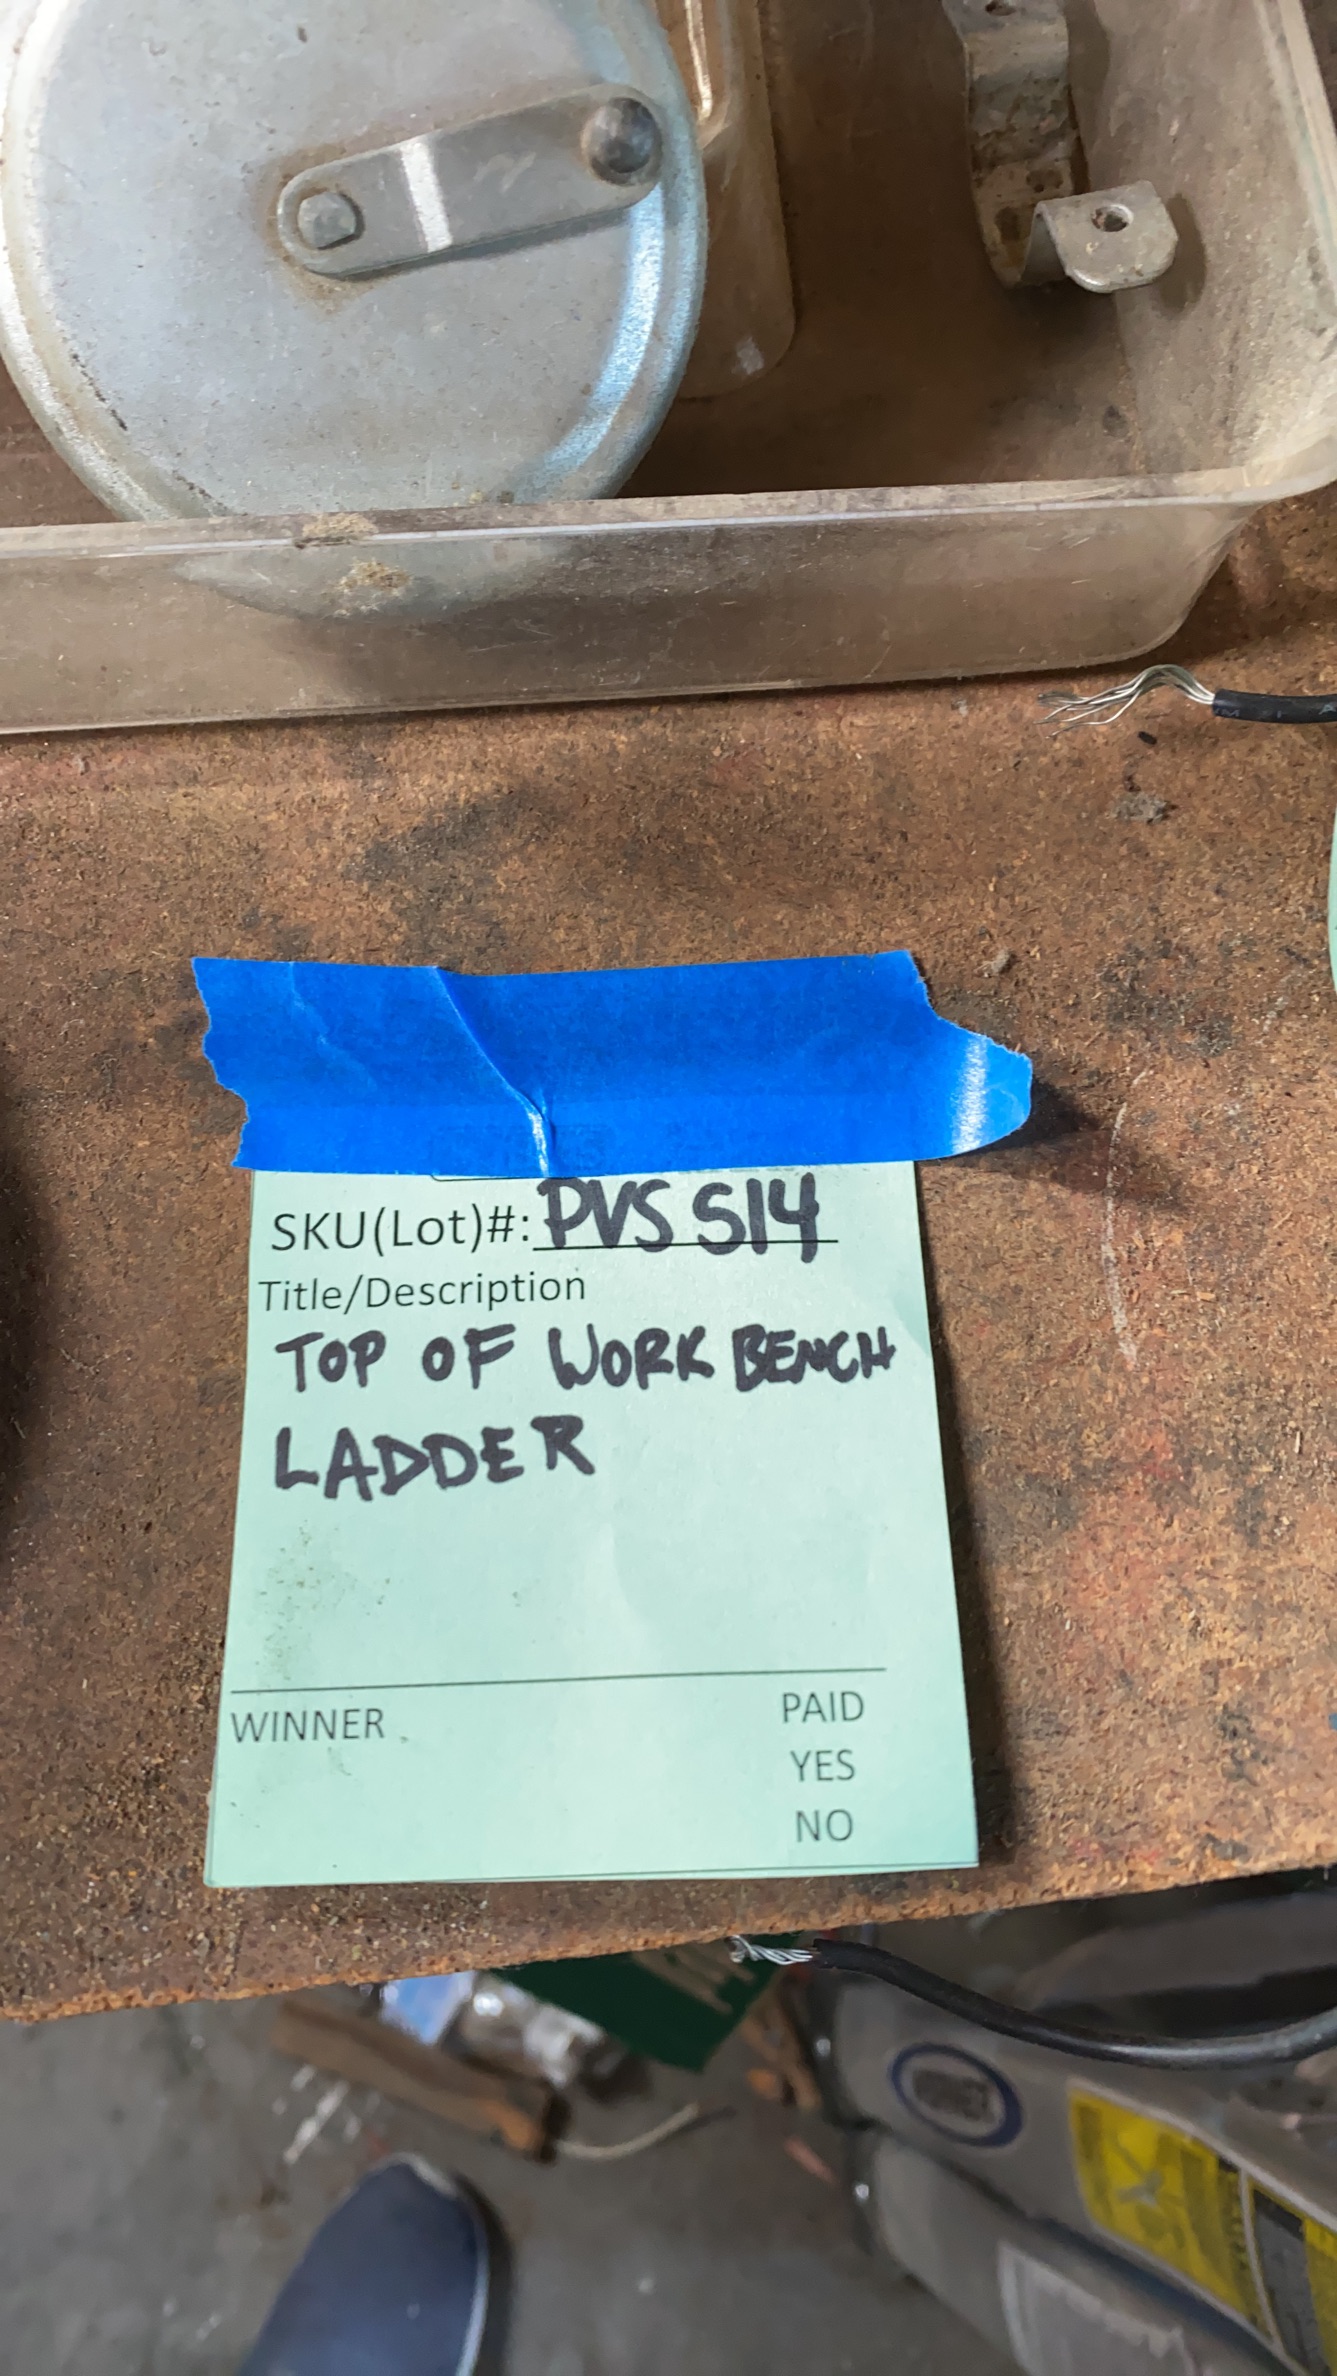 SKU(Lot)#: PVS S14
Title/Description
TOP OF WORK BENCH
LADDER
WINNER
PAID
YES
NO